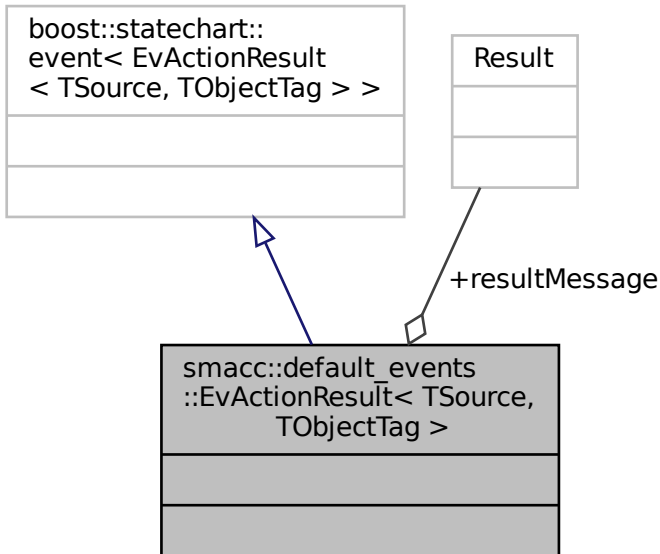 boost::statechart::
event< EvActionResult
< TSource, TObjectTag > >
Result
+resultMessage
smacc::default_events
::EvActionResult< TSource,
TObjectTag >